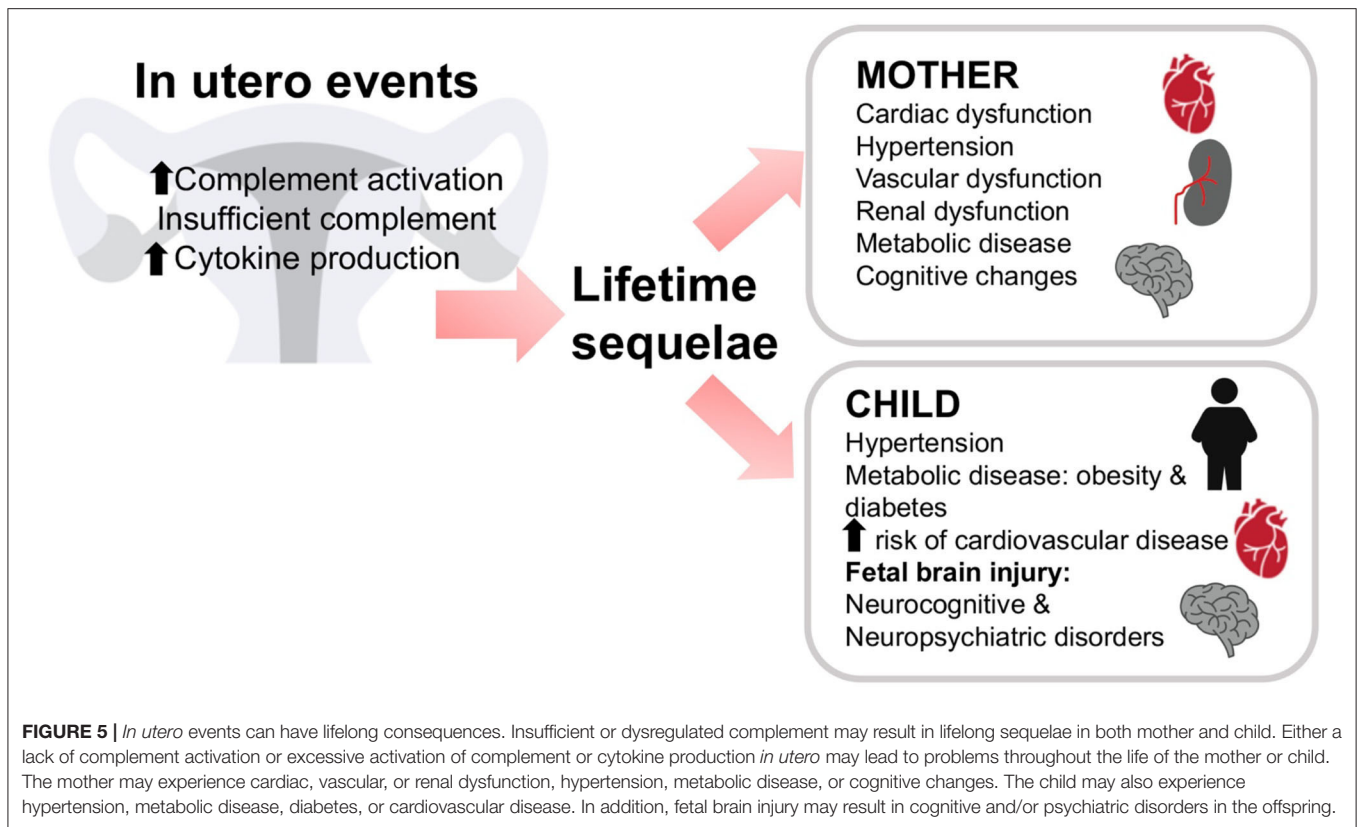 In utero events
⬆Complement activation
Insufficient complement
⬆Cytokine production
Lifetime
sequelae
MOTHER
Cardiac dysfunction
Hypertension
Vascular dysfunction
Renal dysfunction
Metabolic disease
Cognitive changes
CHILD
Hypertension
Metabolic disease: obesity &
diabetes
⬆ risk of cardiovascular disease
Fetal brain injury:
Neurocognitive &
Neuropsychiatric disorders
FIGURE 5 | In utero events can have lifelong consequences. Insufficient or dysregulated complement may result in lifelong sequelae in both mother and child. Either a
lack of complement activation or excessive activation of complement or cytokine production in utero may lead to problems throughout the life of the mother or child.
The mother may experience cardiac, vascular, or renal dysfunction, hypertension, metabolic disease, or cognitive changes. The child may also experience
hypertension, metabolic disease, diabetes, or cardiovascular disease. In addition, fetal brain injury may result in cognitive and/or psychiatric disorders in the offspring.